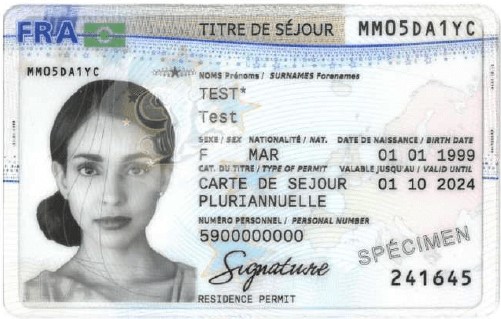 FRA TITRE DE SÉJOUR MM05DA1YC
MM05DA1YC
NOMS Prénoms / SURNAMES Forenames
TEST*
Test
SEXE / SEX NATIONALITÉ / NAT. DATE DE NAISSANCE / BIRTH DATE
F MAR 01 01 1999
CAT. DU TITRE / TYPE OF PERMIT VALABLE JUSQU'AU / VALID UNTIL
CARTE DE SEJOUR 01 10 2024
PLURIANNUELLE
NUMÉRO PERSONNEL / PERSONAL NUMBER
5900000000
SPÉCIMEN
Signature
241645
RESIDENCE PERMIT